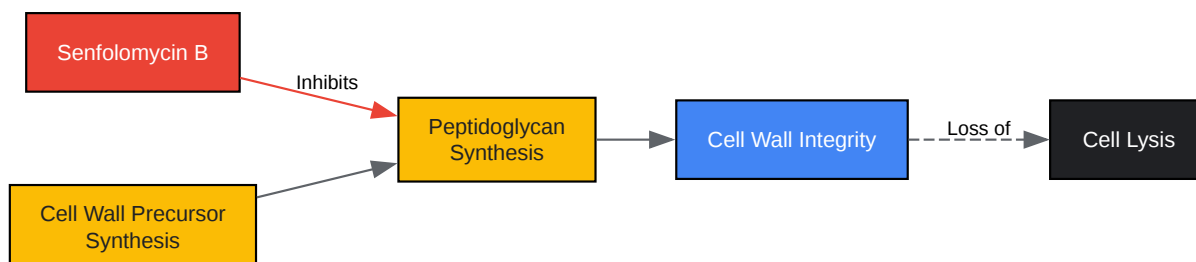 Senfolomycin B
Inhibits
Peptidoglycan
Synthesis
Cell Wall Integrity
Loss of
Cell Lysis
Cell Wall Precursor
Synthesis